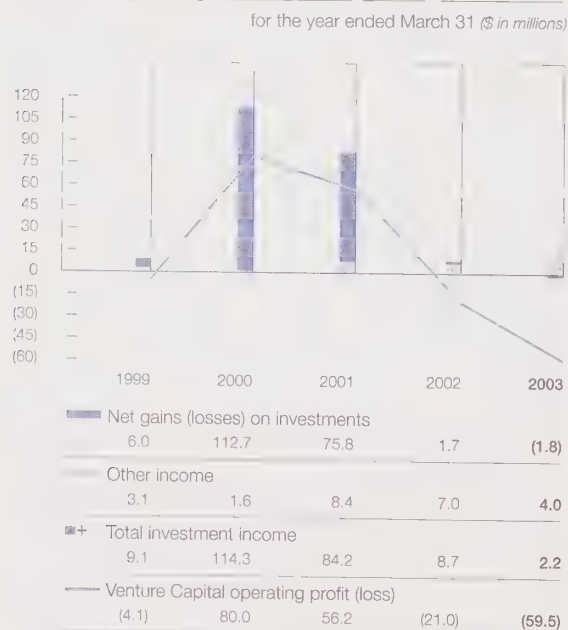 for the year ended March 31 ($ in millions)
120
105
90
75
60
45
30
15
0
(15)
(30)
(45)
(60)
1999 2000 2001 2002 2003
Net gains (losses) on investments
6.0 112.7 75.8 1.7 (1.8)
Other income
3.1 1.6 8.4 7.0 4.0
+ Total investment income
9.1 114.3 84.2 8.7 2.2
Venture Capital operating profit (loss)
(4.1) 80.0 56.2 (21.0) (59.5)